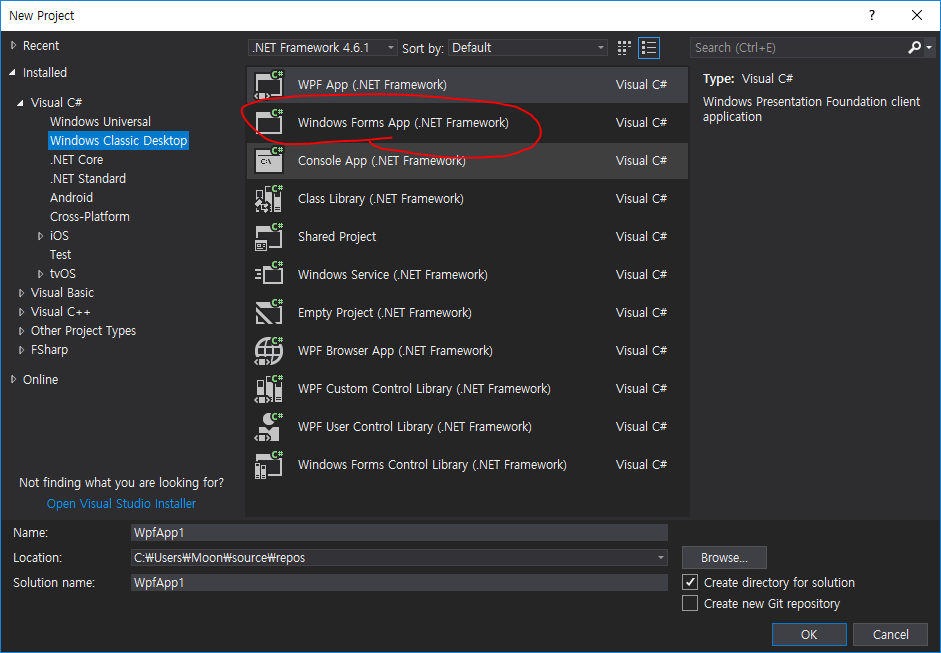 New Project
?
Recent
Installed
Visual C#
Windows Universal
Windows Classic Desktop
.NET Core
.NET Standard
Android
Cross-Platform
iOS
Test
tvOS
Visual Basic
Visual C++
Other Project Types
FSharp
Online
Not finding what you are looking for?
Open Visual Studio Installer
.NET Framework 4.6.1 Sort by: Default
C# WPF App (.NET Framework) Visual C#
C# Windows Forms App (.NET Framework) Visual C#
C# C:\ Console App (.NET Framework) Visual C#
C# Class Library (.NET Framework) Visual C#
C# Shared Project Visual C#
C# Windows Service (.NET Framework) Visual C#
C# Empty Project (.NET Framework) Visual C#
C# WPF Browser App (.NET Framework) Visual C#
C# WPF Custom Control Library (.NET Framework) Visual C#
C# WPF User Control Library (.NET Framework) Visual C#
C# Windows Forms Control Library (.NET Framework) Visual C#
Search (Ctrl+E)
Type: Visual C#
Windows Presentation Foundation client
application
Name: WpfApp1
Location: C:₩Users₩Moon₩source₩repos Browse...
Solution name: WpfApp1
Create directory for solution
Create new Git repository
OK Cancel